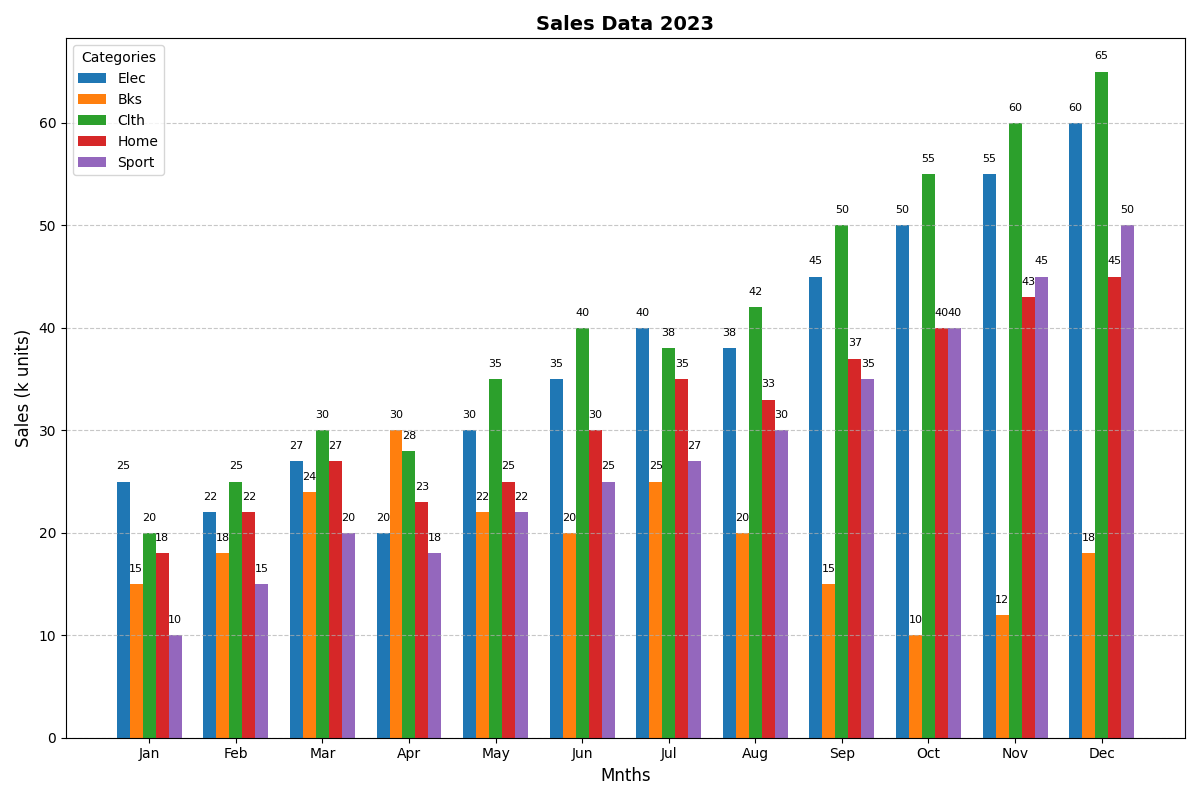 Sales Data 2023
Categories
Elec
Bks
Clth
Home
Sport
Sales (k units)
60
50
40
30
20
10
0
25 15 20 18 10
22 18 25 22 15
27 24 30 27 20
20 30 28 23 18
30 22 35 25 22
35 20 40 30 25
40 25 38 35 27
38 20 42 33 30
45 15 50 37 35
50 10 55 40 40
55 12 60 43 45
60 18 65 45 50
Jan Feb Mar Apr May Jun Jul Aug Sep Oct Nov Dec
Mnths